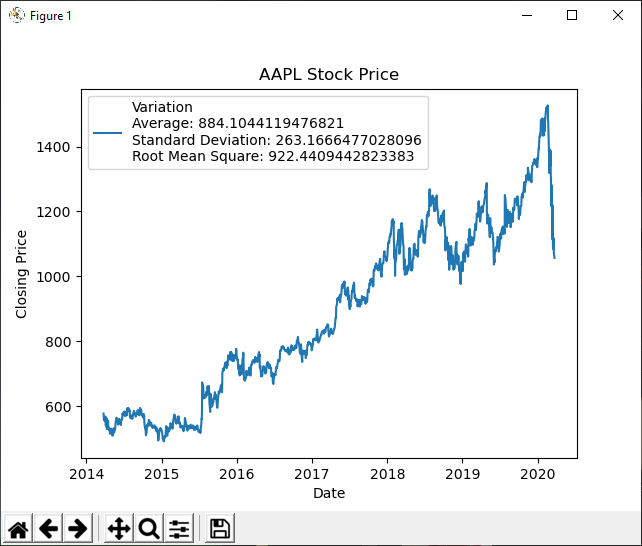 Figure 1
AAPL Stock Price
Variation
Average: 884.1044119476821
Standard Deviation: 263.1666477028096
Root Mean Square: 922.4409442823383
Closing Price
1400
1200
1000
800
600
2014 2015 2016 2017 2018 2019 2020
Date